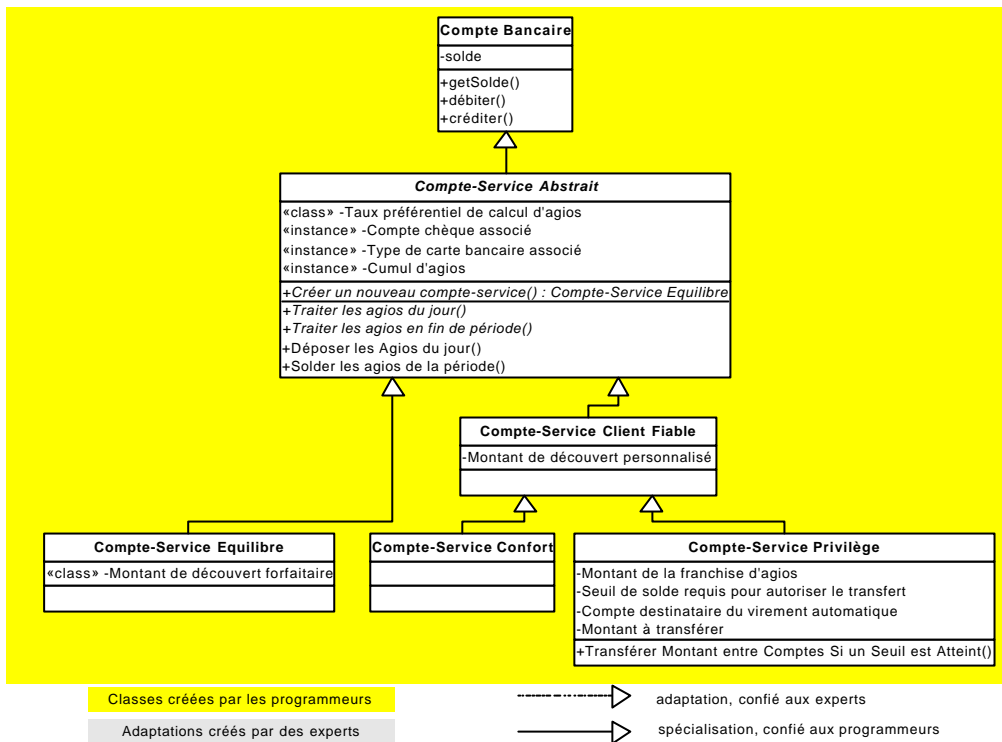 Compte Bancaire
-solde
+getSolde()
+débiter()
+créditer()
Compte-Service Abstrait
«class» -Taux préférentiel de calcul d'agios
«instance» -Compte chèque associé
«instance» -Type de carte bancaire associé
«instance» -Cumul d'agios
+Créer un nouveau compte-service() : Compte-Service Equilibre
+Traiter les agios du jour()
+Traiter les agios en fin de période()
+Déposer les Agios du jour()
+Solder les agios de la période()
Compte-Service Client Fiable
-Montant de découvert personnalisé
Compte-Service Equilibre
«class» -Montant de découvert forfaitaire
Compte-Service Confort
Compte-Service Privilège
-Montant de la franchise d'agios
-Seuil de solde requis pour autoriser le transfert
-Compte destinataire du virement automatique
-Montant à transférer
+Transférer Montant entre Comptes Si un Seuil est Atteint()
Classes créées par les programmeurs
adaptation, confié aux experts
Adaptations créés par des experts
spécialisation, confié aux programmeurs